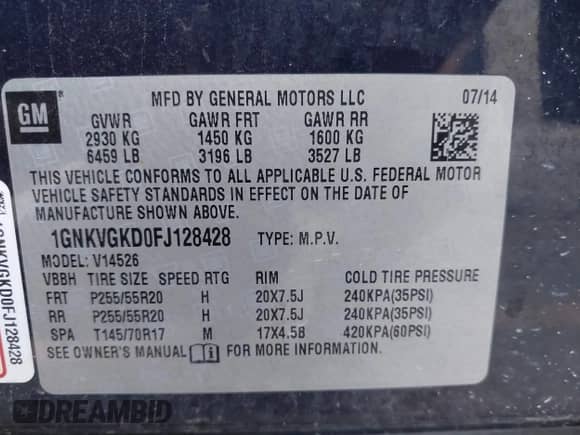 GM
®
MFD BY GENERAL MOTORS LLC 07/14
GVWR GAWR FRT GAWR RR
2930 KG 1450 KG 1600 KG
6459 LB 3196 LB 3527 LB
THIS VEHICLE CONFORMS TO ALL APPLICABLE U.S. FEDERAL MOTOR
VEHICLE SAFETY STANDARDS IN EFFECT ON THE DATE OF
MANUFACTURE SHOWN ABOVE.
1GNKVGKD0FJ128428 TYPE: M.P.V.
MODEL: V14526
VBBH TIRE SIZE SPEED RTG RIM COLD TIRE PRESSURE
FRT P255/55R20 H 20X7.5J 240KPA(35PSI)
RR P255/55R20 H 20X7.5J 240KPA(35PSI)
SPA T145/70R17 M 17X4.5B 420KPA(60PSI)
SEE OWNER'S MANUAL i FOR MORE INFORMATION.
1GNKVGKD0FJ128428
DREAMBID